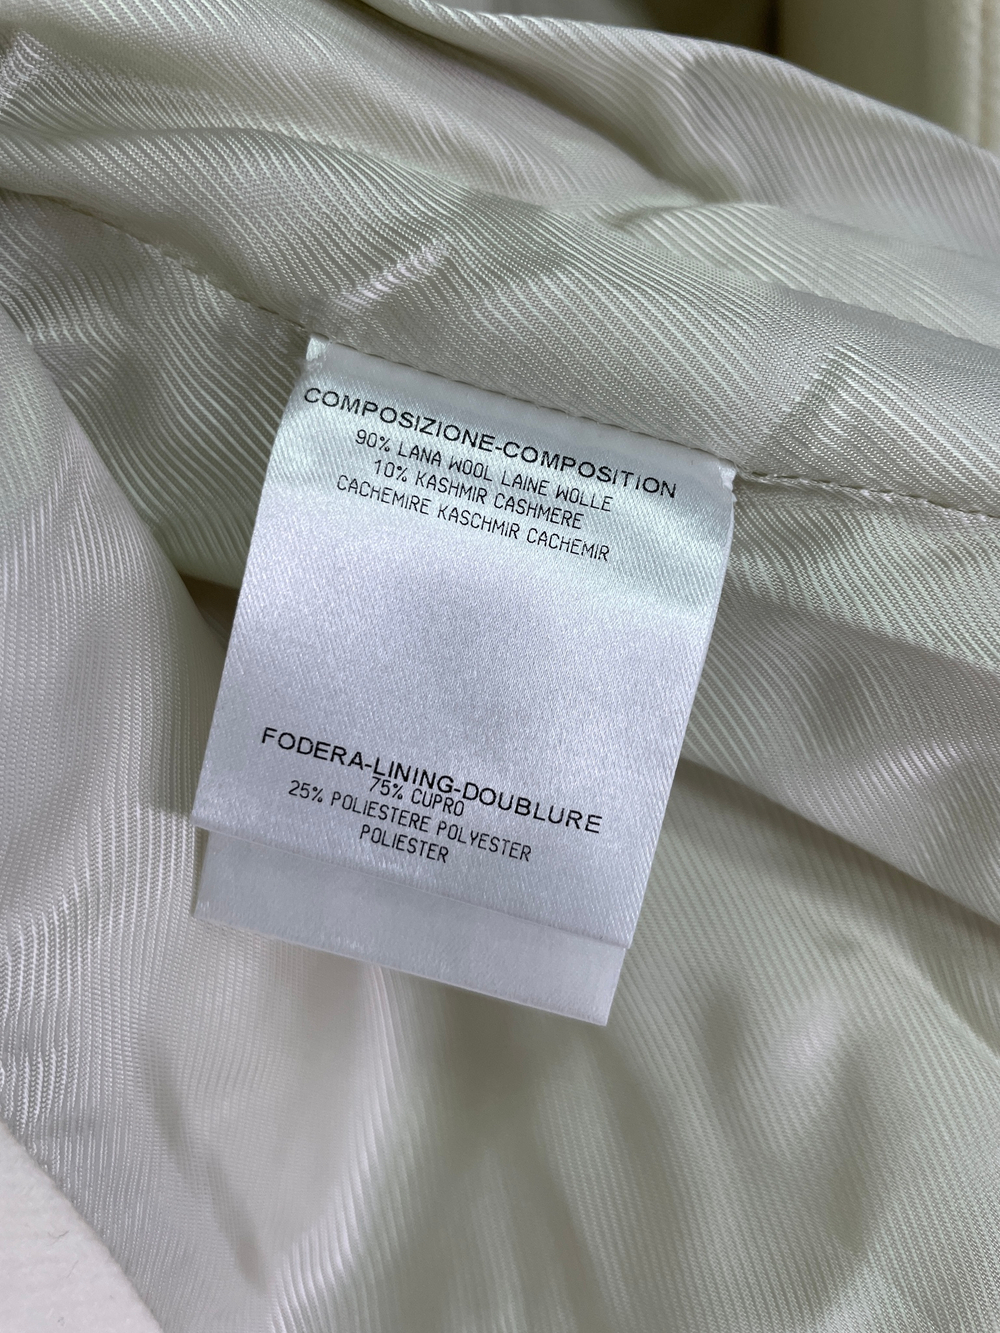 COMPOSIZIONE-COMPOSITION
90% LANA WOOL LAINE WOLLE
10% KASHMIR CASHMERE
CACHEMIRE KASCHMIR CACHEMIR
FODERA-LINING-DOUBLURE
75% CUPRO
25% POLIESTERE POLYESTER
POLIESTER